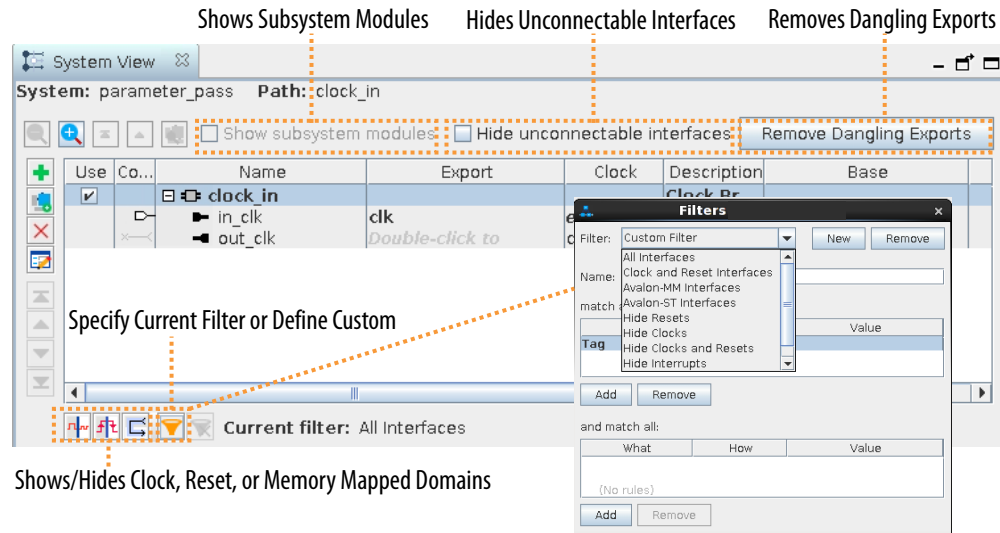 Shows Subsystem Modules Hides Unconnectable Interfaces Removes Dangling Exports
System View
System: parameter_pass Path: clock_in
Show subsystem modules Hide unconnectable interfaces Remove Dangling Exports
Use Co... Name Export Clock Description Base
clock_in Clock Br
in_clk clk
out_clk Double-click to
Filters
Filter: Custom Filter New Remove
All Interfaces
Clock and Reset Interfaces
Name:
Avalon-MM Interfaces
match
Avalon-ST Interfaces
Hide Resets
Value
Hide Clocks
Tag
Hide Clocks and Resets
Hide Interrupts
Add Remove
and match all:
What How Value
(No rules)
Add Remove
Specify Current Filter or Define Custom
Current filter: All Interfaces
Shows/Hides Clock, Reset, or Memory Mapped Domains